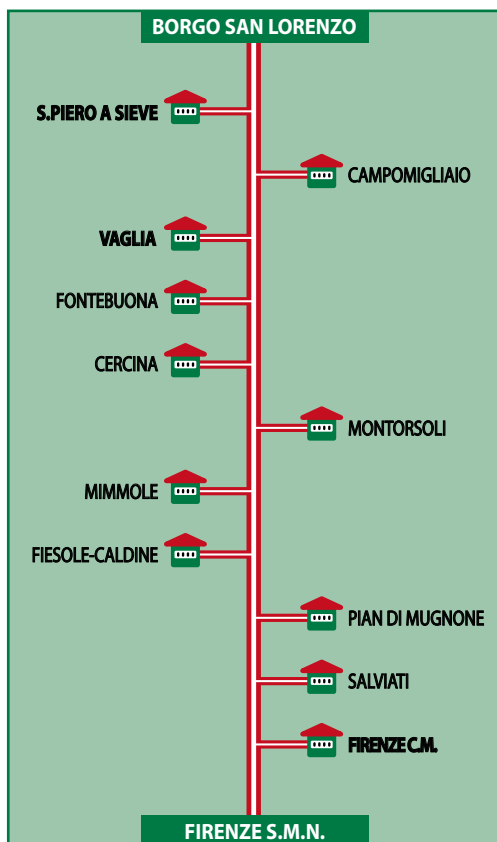 BORGO SAN LORENZO
S.PIERO A SIEVE
CAMPOMIGLIAIO
VAGLIA
FONTEBUONA
CERCINA
MONTORSOLI
MIMMOLE
FIESOLE-CALDINE
PIAN DI MUGNONE
SALVIATI
FIRENZE C.M.
FIRENZE S.M.N.